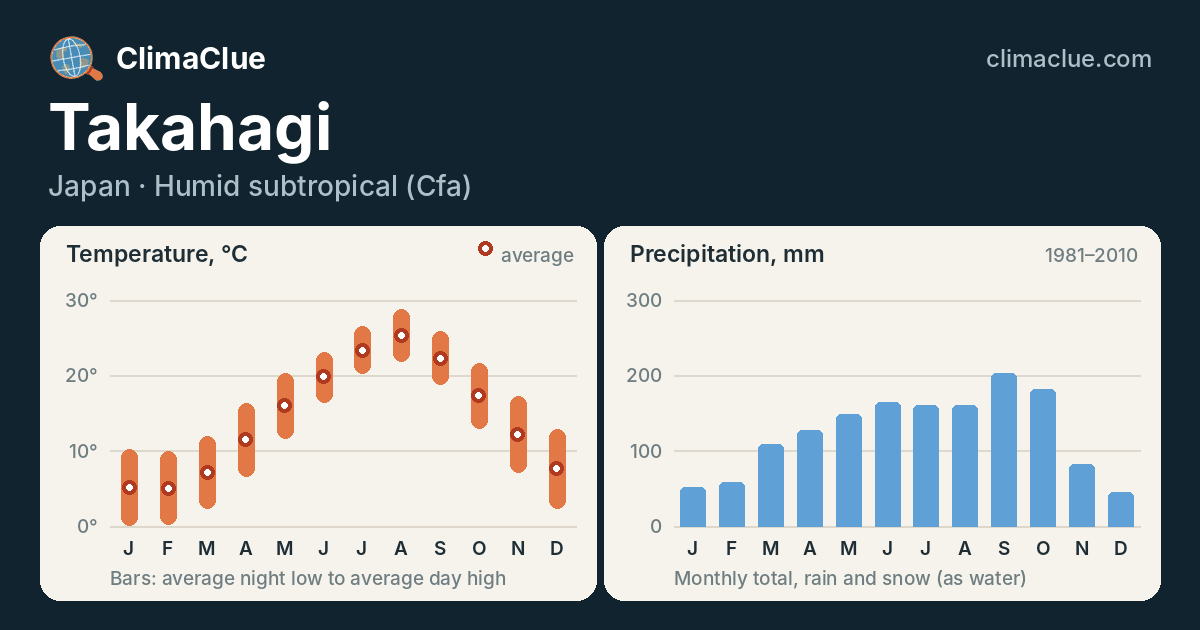 ClimaClue
climaclue.com
Takahagi
Japan · Humid subtropical (Cfa)
Temperature, °C
average
30°
20°
10°
0°
J F M A M J J A S O N D
Bars: average night low to average day high
Precipitation, mm
1981–2010
300
200
100
0
J F M A M J J A S O N D
Monthly total, rain and snow (as water)